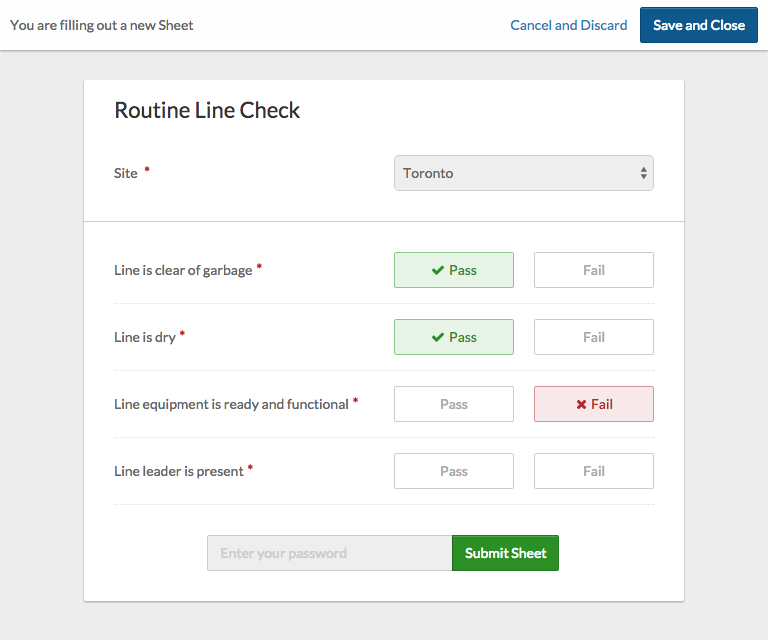 You are filling out a new Sheet
Cancel and Discard
Save and Close
Routine Line Check
Site *
Toronto
Line is clear of garbage *
Pass
Fail
Line is dry *
Pass
Fail
Line equipment is ready and functional *
Pass
Fail
Line leader is present *
Pass
Fail
Enter your password
Submit Sheet